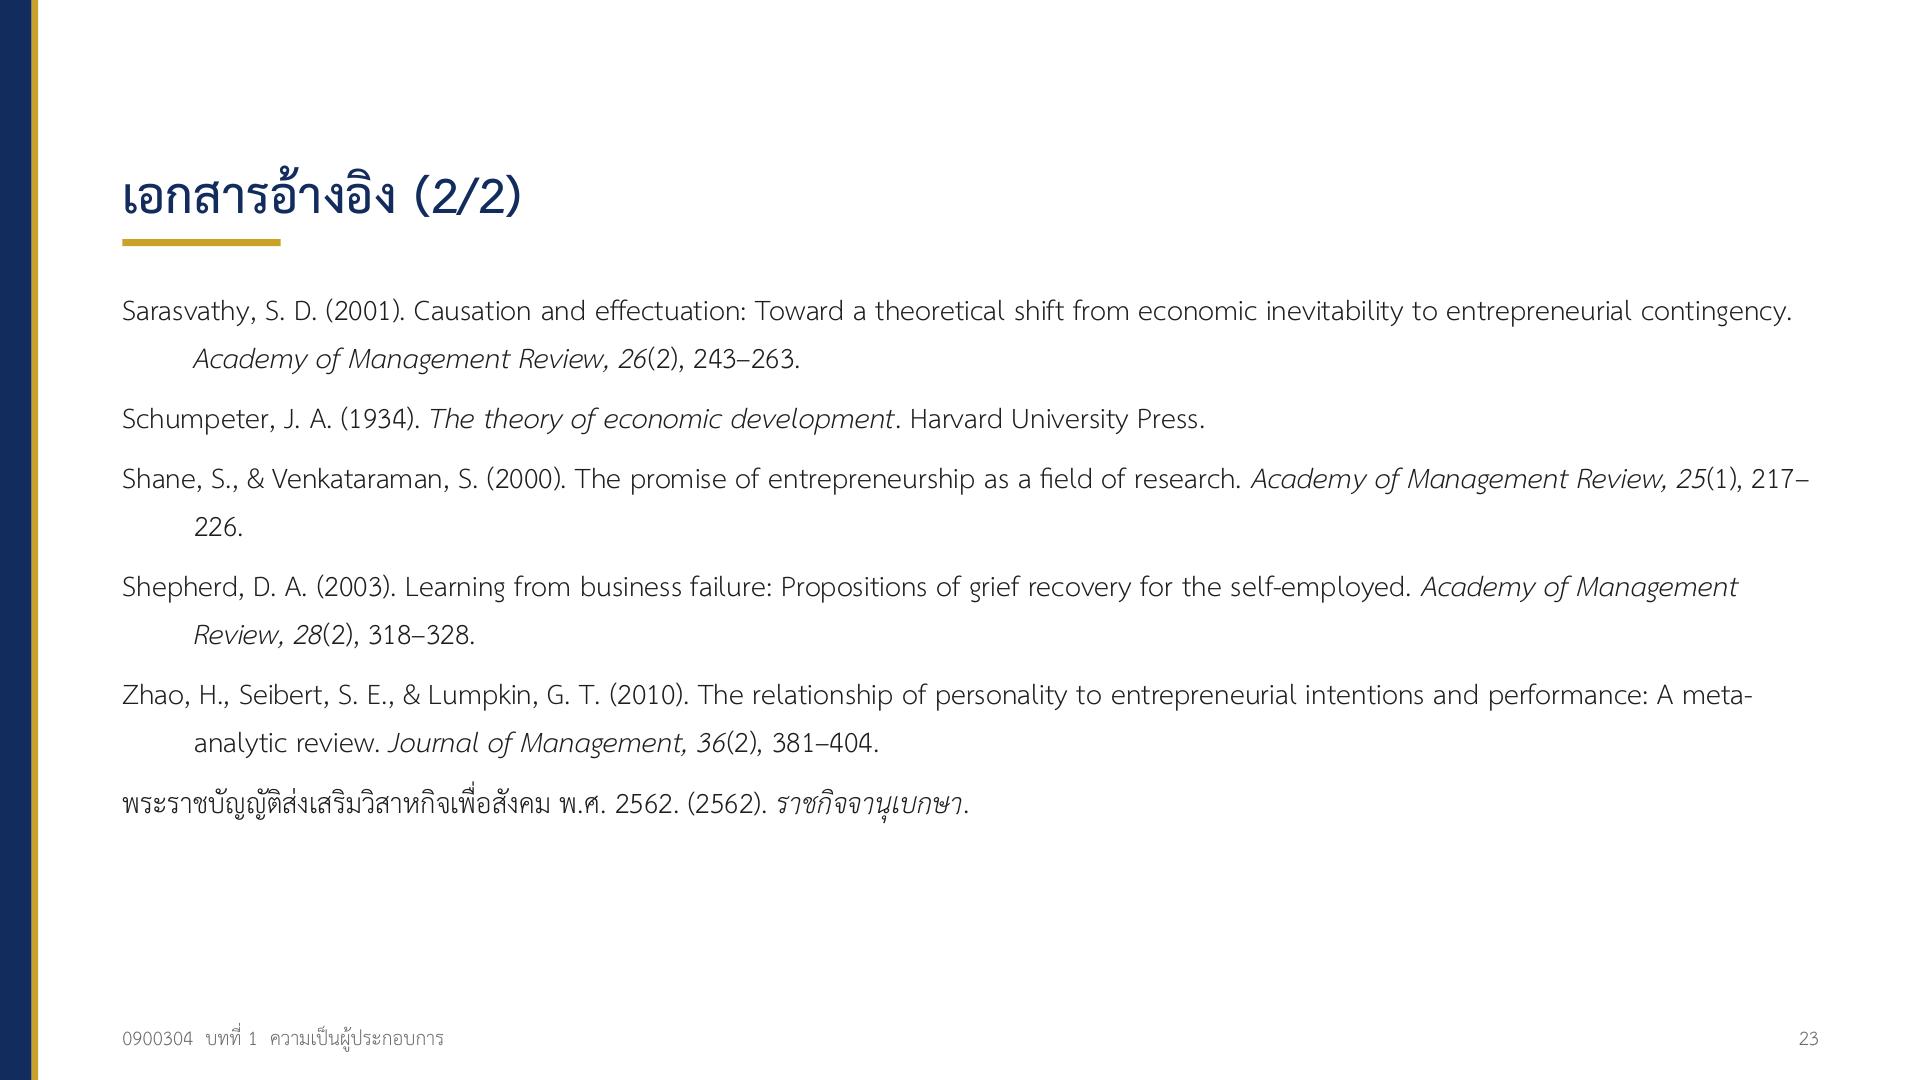 เอกสารอ้างอิง (2/2)
Sarasvathy, S. D. (2001). Causation and effectuation: Toward a theoretical shift from economic inevitability to entrepreneurial contingency.
Academy of Management Review, 26(2), 243–263.
Schumpeter, J. A. (1934). The theory of economic development. Harvard University Press.
Shane, S., & Venkataraman, S. (2000). The promise of entrepreneurship as a field of research. Academy of Management Review, 25(1), 217–
226.
Shepherd, D. A. (2003). Learning from business failure: Propositions of grief recovery for the self-employed. Academy of Management
Review, 28(2), 318–328.
Zhao, H., Seibert, S. E., & Lumpkin, G. T. (2010). The relationship of personality to entrepreneurial intentions and performance: A meta-
analytic review. Journal of Management, 36(2), 381–404.
พระราชบัญญัติส่งเสริมวิสาหกิจเพื่อสังคม พ.ศ. 2562. (2562). ราชกิจจานุเบกษา.
0900304 บทที่ 1 ความเป็นผู้ประกอบการ
23